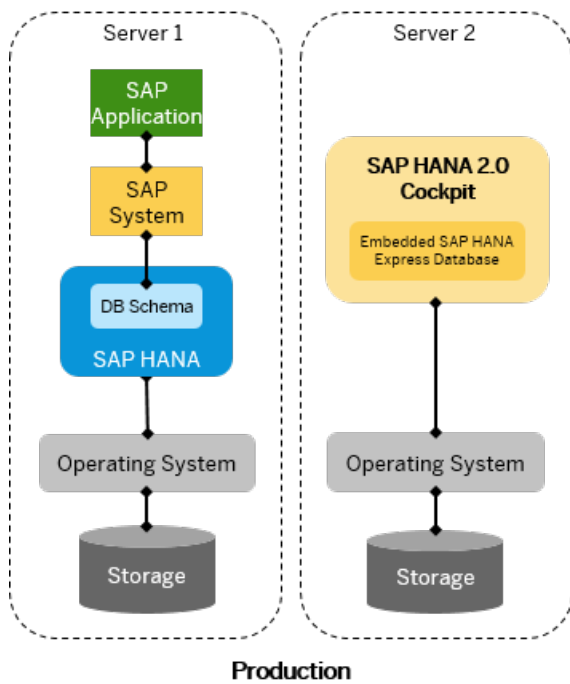 Server 1
SAP
Application
SAP
System
DB Schema
SAP HANA
Operating System
Storage
Server 2
SAP HANA 2.0
Cockpit
Embedded SAP HANA
Express Database
Operating System
Storage
Production